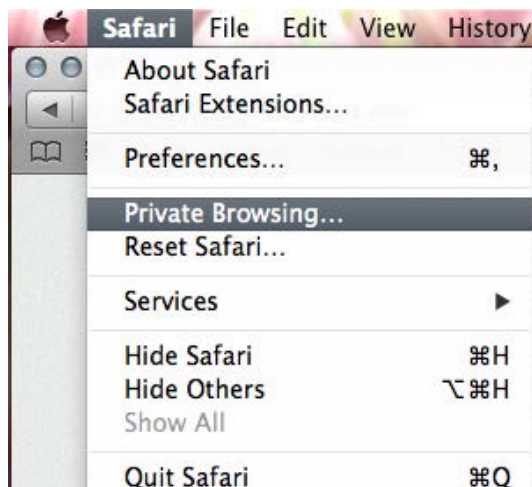 Safari File Edit View History
About Safari
Safari Extensions...
Preferences... ⌘,
Private Browsing...
Reset Safari...
Services ▶
Hide Safari ⌘H
Hide Others ⌥⌘H
Show All
Quit Safari ⌘Q